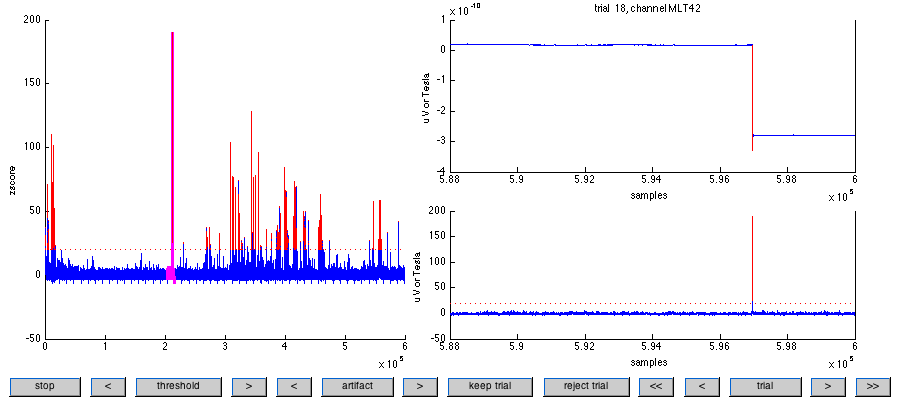 200
150
100
50
0
-50
zscore
0 1 2 3 4 5 6
x 10^5
trial 18, channel MLT42
x 10^-10
1
0
-1
-2
-3
-4
uV or Tesla
5.88 5.9 5.92 5.94 5.96 5.98 6
samples
x 10^5
200
150
100
50
0
-50
uV or Tesla
5.88 5.9 5.92 5.94 5.96 5.98 6
samples
x 10^5
stop < threshold > < artifact > keep trial reject trial << < trial > >>